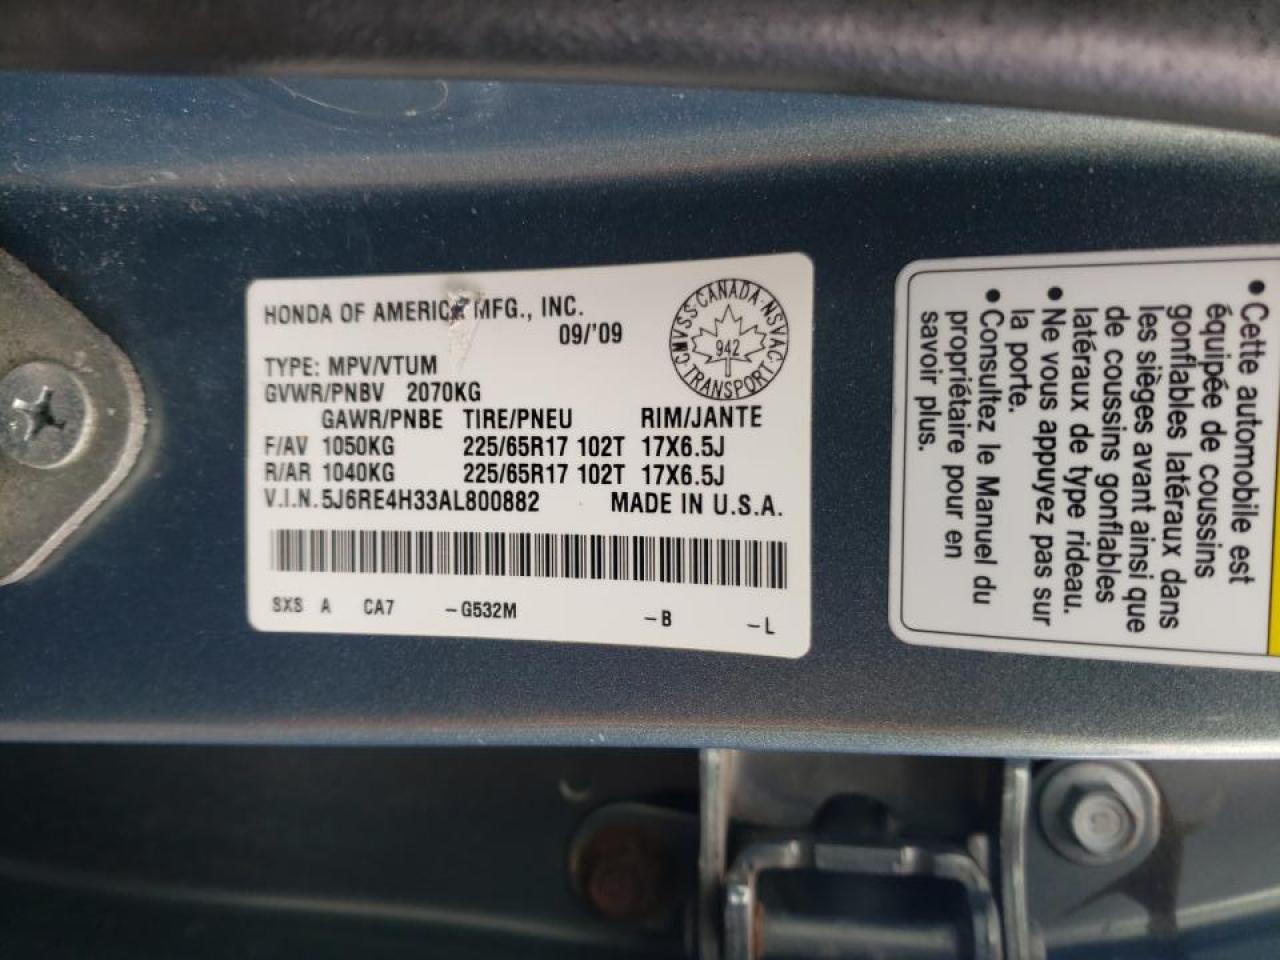 HONDA OF AMERICA MFG., INC.
09/'09
CMVSS·CANADA·NSVAC·TRANSPORT
942
TYPE: MPV/VTUM
GVWR/PNBV 2070KG
GAWR/PNBE TIRE/PNEU RIM/JANTE
F/AV 1050KG 225/65R17 102T 17X6.5J
R/AR 1040KG 225/65R17 102T 17X6.5J
V.I.N.5J6RE4H33AL800882 MADE IN U.S.A.
SXS A CA7 -G532M -B -L
• Cette automobile est
équipée de coussins
gonflables latéraux dans
les sièges avant ainsi que
de coussins gonflables
latéraux de type rideau.
• Ne vous appuyez pas sur
la porte.
• Consultez le Manuel du
propriétaire pour en
savoir plus.